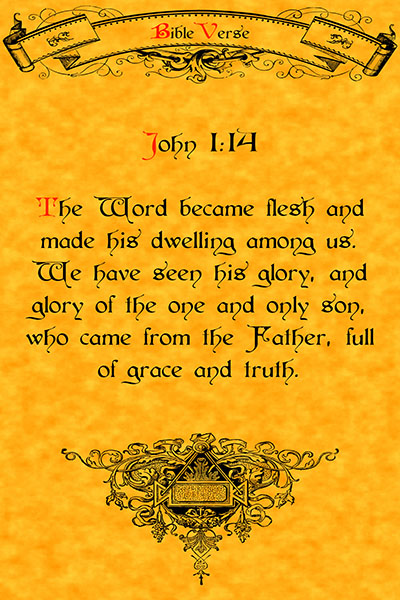 Bible Verse
John 1:14
The Word became flesh and
made his dwelling among us.
We have seen his glory, and
glory of the one and only son,
who came from the Father, full
of grace and truth.